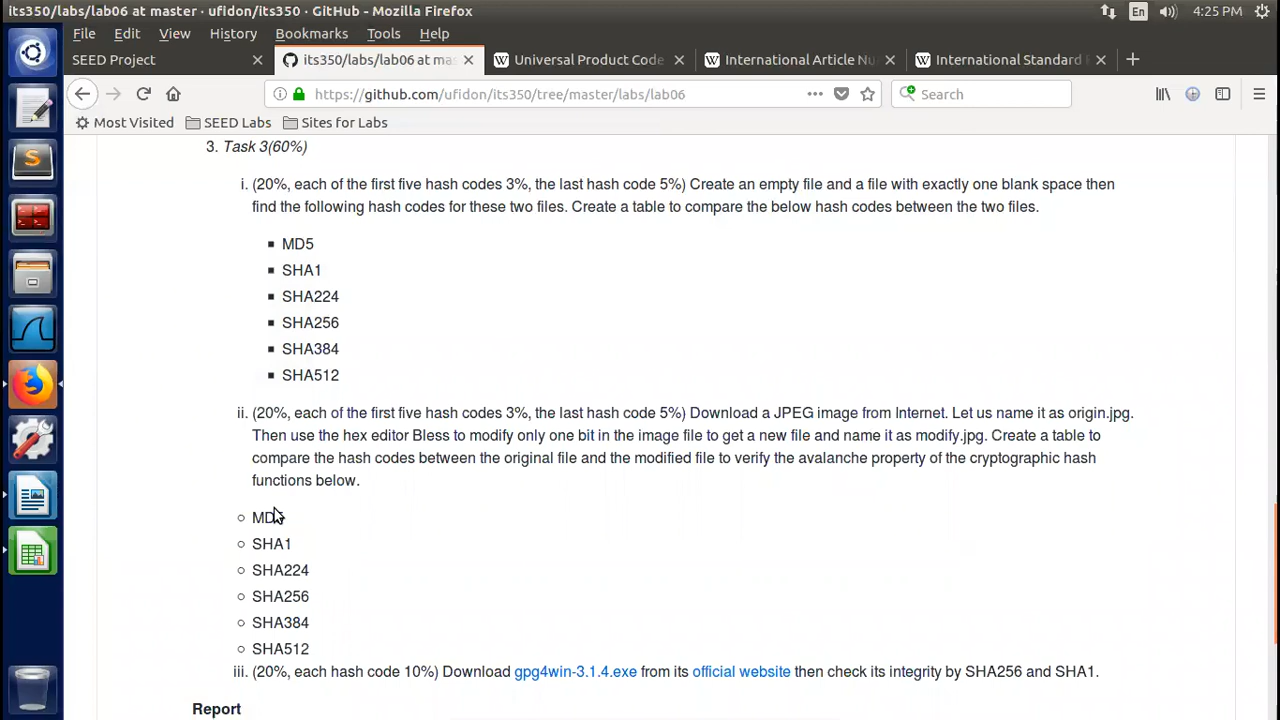 its350/labs/lab06 at master · ufidon/its350 · GitHub - Mozilla Firefox
En
4:25 PM
File Edit View History Bookmarks Tools Help
SEED Project
its350/labs/lab06 at mas
Universal Product Code
International Article Nu
International Standard
https://github.com/ufidon/its350/tree/master/labs/lab06
Search
Most Visited SEED Labs Sites for Labs
3. Task 3(60%)
i. (20%, each of the first five hash codes 3%, the last hash code 5%) Create an empty file and a file with exactly one blank space then
find the following hash codes for these two files. Create a table to compare the below hash codes between the two files.
MD5
SHA1
SHA224
SHA256
SHA384
SHA512
ii. (20%, each of the first five hash codes 3%, the last hash code 5%) Download a JPEG image from Internet. Let us name it as origin.jpg.
Then use the hex editor Bless to modify only one bit in the image file to get a new file and name it as modify.jpg. Create a table to
compare the hash codes between the original file and the modified file to verify the avalanche property of the cryptographic hash
functions below.
MD5
SHA1
SHA224
SHA256
SHA384
SHA512
iii. (20%, each hash code 10%) Download gpg4win-3.1.4.exe from its official website then check its integrity by SHA256 and SHA1.
Report